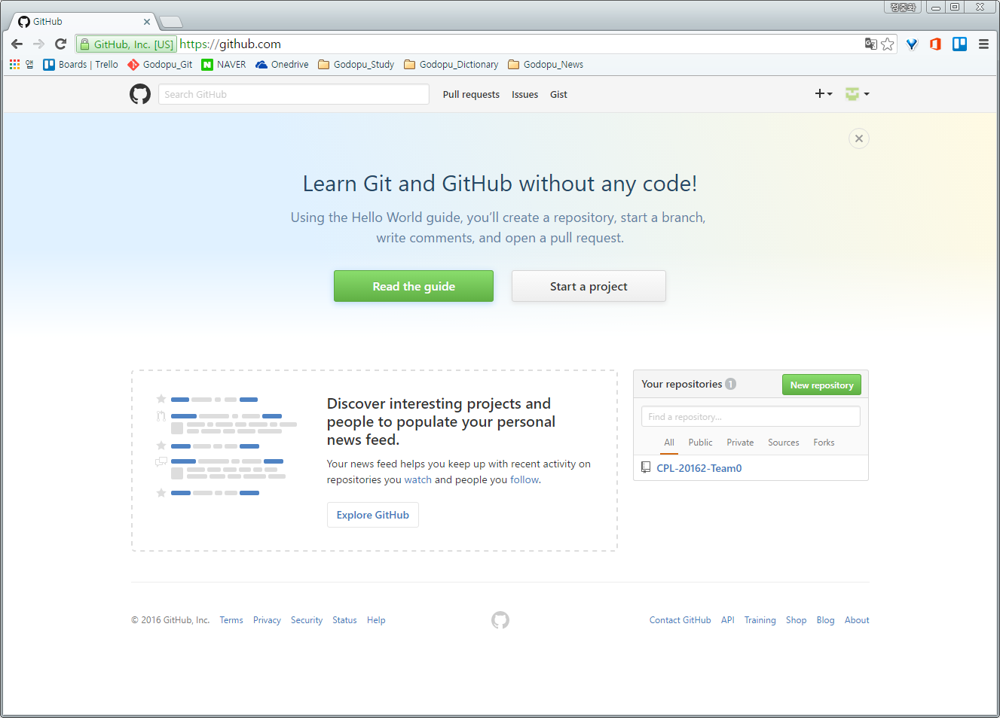 GitHub
정중화
GitHub, Inc. [US] https://github.com
앱 Boards | Trello Godopu_Git NAVER Onedrive Godopu_Study Godopu_Dictionary Godopu_News
Search GitHub Pull requests Issues Gist
Learn Git and GitHub without any code!
Using the Hello World guide, you’ll create a repository, start a branch,
write comments, and open a pull request.
Read the guide Start a project
Discover interesting projects and
people to populate your personal
news feed.
Your news feed helps you keep up with recent activity on
repositories you watch and people you follow.
Explore GitHub
Your repositories 1 New repository
Find a repository...
All Public Private Sources Forks
CPL-20162-Team0
© 2016 GitHub, Inc. Terms Privacy Security Status Help
Contact GitHub API Training Shop Blog About